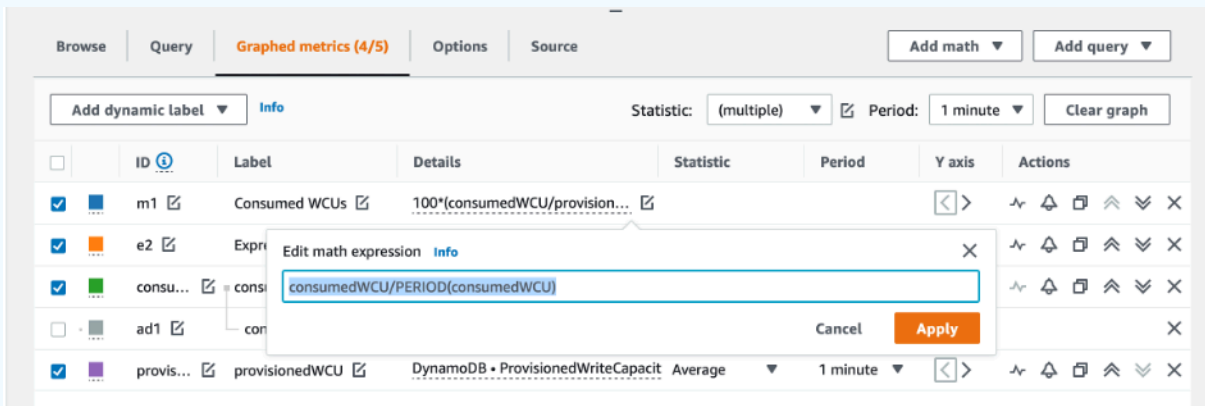 Browse Query Graphed metrics (4/5) Options Source Add math ▼ Add query ▼
Add dynamic label ▼ Info Statistic: (multiple) ▼ Period: 1 minute ▼ Clear graph
ID Label Details Statistic Period Y axis Actions
m1 Consumed WCUs 100*(consumedWCU/provision...
e2 Expre
Edit math expression Info
consu... consu
consumedWCU/PERIOD(consumedWCU)
ad1 con
Cancel Apply
provis... provisionedWCU DynamoDB • ProvisionedWriteCapacit Average ▼ 1 minute ▼